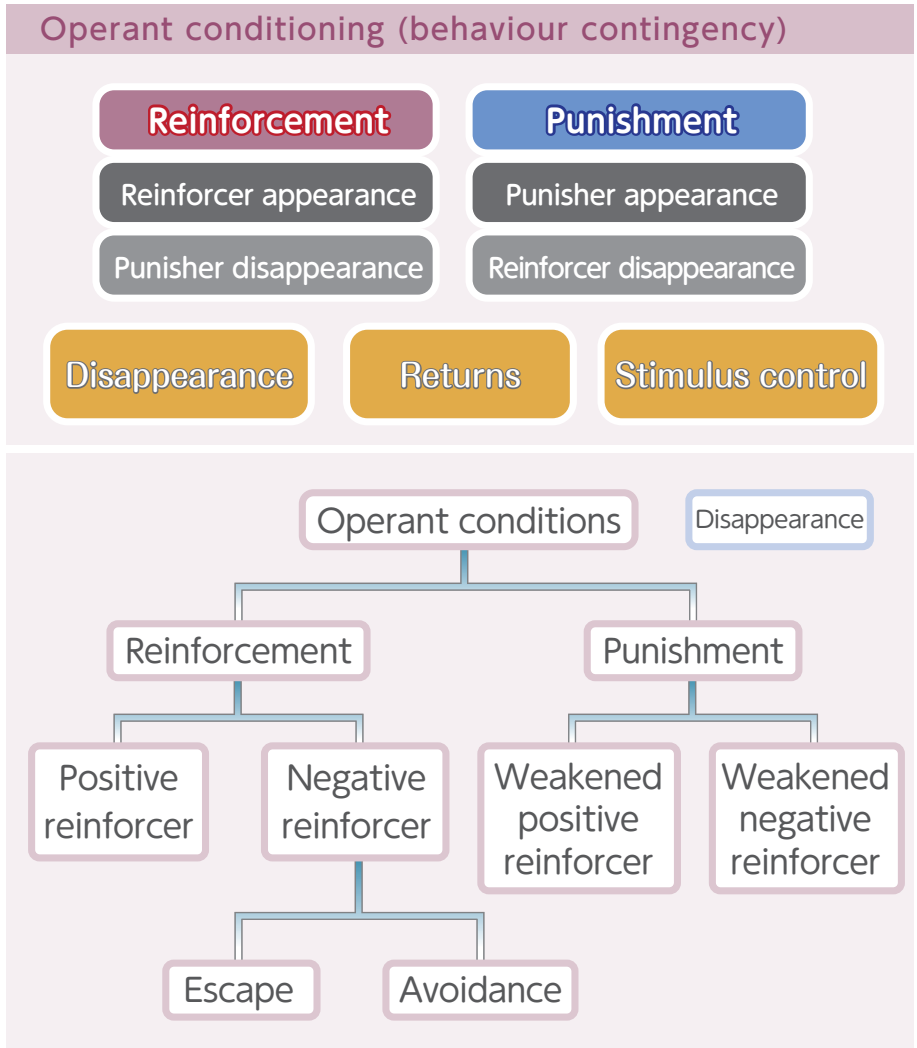 Operant conditioning (behaviour contingency)
Reinforcement
Punishment
Reinforcer appearance
Punisher appearance
Punisher disappearance
Reinforcer disappearance
Disappearance
Returns
Stimulus control
Operant conditions
Disappearance
Reinforcement
Punishment
Positive
reinforcer
Negative
reinforcer
Weakened
positive
reinforcer
Weakened
negative
reinforcer
Escape
Avoidance